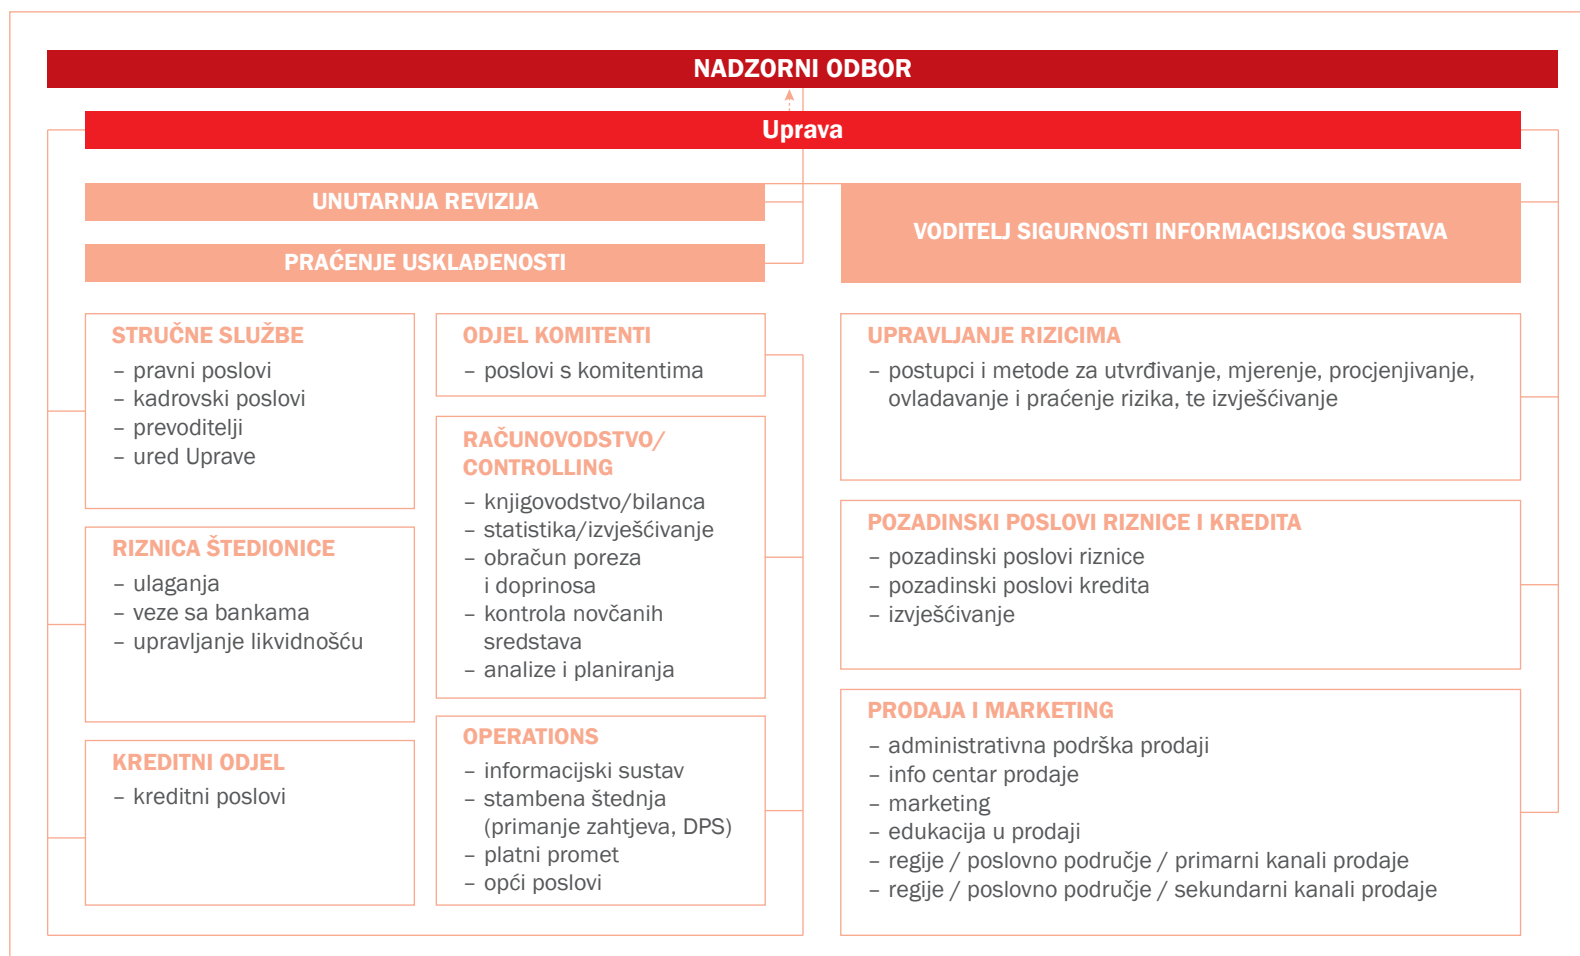 NADZORNI ODBOR
Uprava
UNUTARNJA REVIZIJA
PRAĆENJE USKLAĐENOSTI
VODITELJ SIGURNOSTI INFORMACIJSKOG SUSTAVA
STRUČNE SLUŽBE
– pravni poslovi
– kadrovski poslovi
– prevoditelji
– ured Uprave
RIZNICA ŠTEDIONICE
– ulaganja
– veze sa bankama
– upravljanje likvidnošću
KREDITNI ODJEL
– kreditni poslovi
ODJEL KOMITENTI
– poslovi s komitentima
RAČUNOVODSTVO/
CONTROLLING
– knjigovodstvo/bilanca
– statistika/izvješćivanje
– obračun poreza
i doprinosa
– kontrola novčanih
sredstava
– analize i planiranja
OPERATIONS
– informacijski sustav
– stambena štednja
(primanje zahtjeva, DPS)
– platni promet
– opći poslovi
UPRAVLJANJE RIZICIMA
– postupci i metode za utvrđivanje, mjerenje, procjenjivanje,
ovladavanje i praćenje rizika, te izvješćivanje
POZADINSKI POSLOVI RIZNICE I KREDITA
– pozadinski poslovi riznice
– pozadinski poslovi kredita
– izvješćivanje
PRODAJA I MARKETING
– administrativna podrška prodaji
– info centar prodaje
– marketing
– edukacija u prodaji
– regije / poslovno područje / primarni kanali prodaje
– regije / poslovno područje / sekundarni kanali prodaje